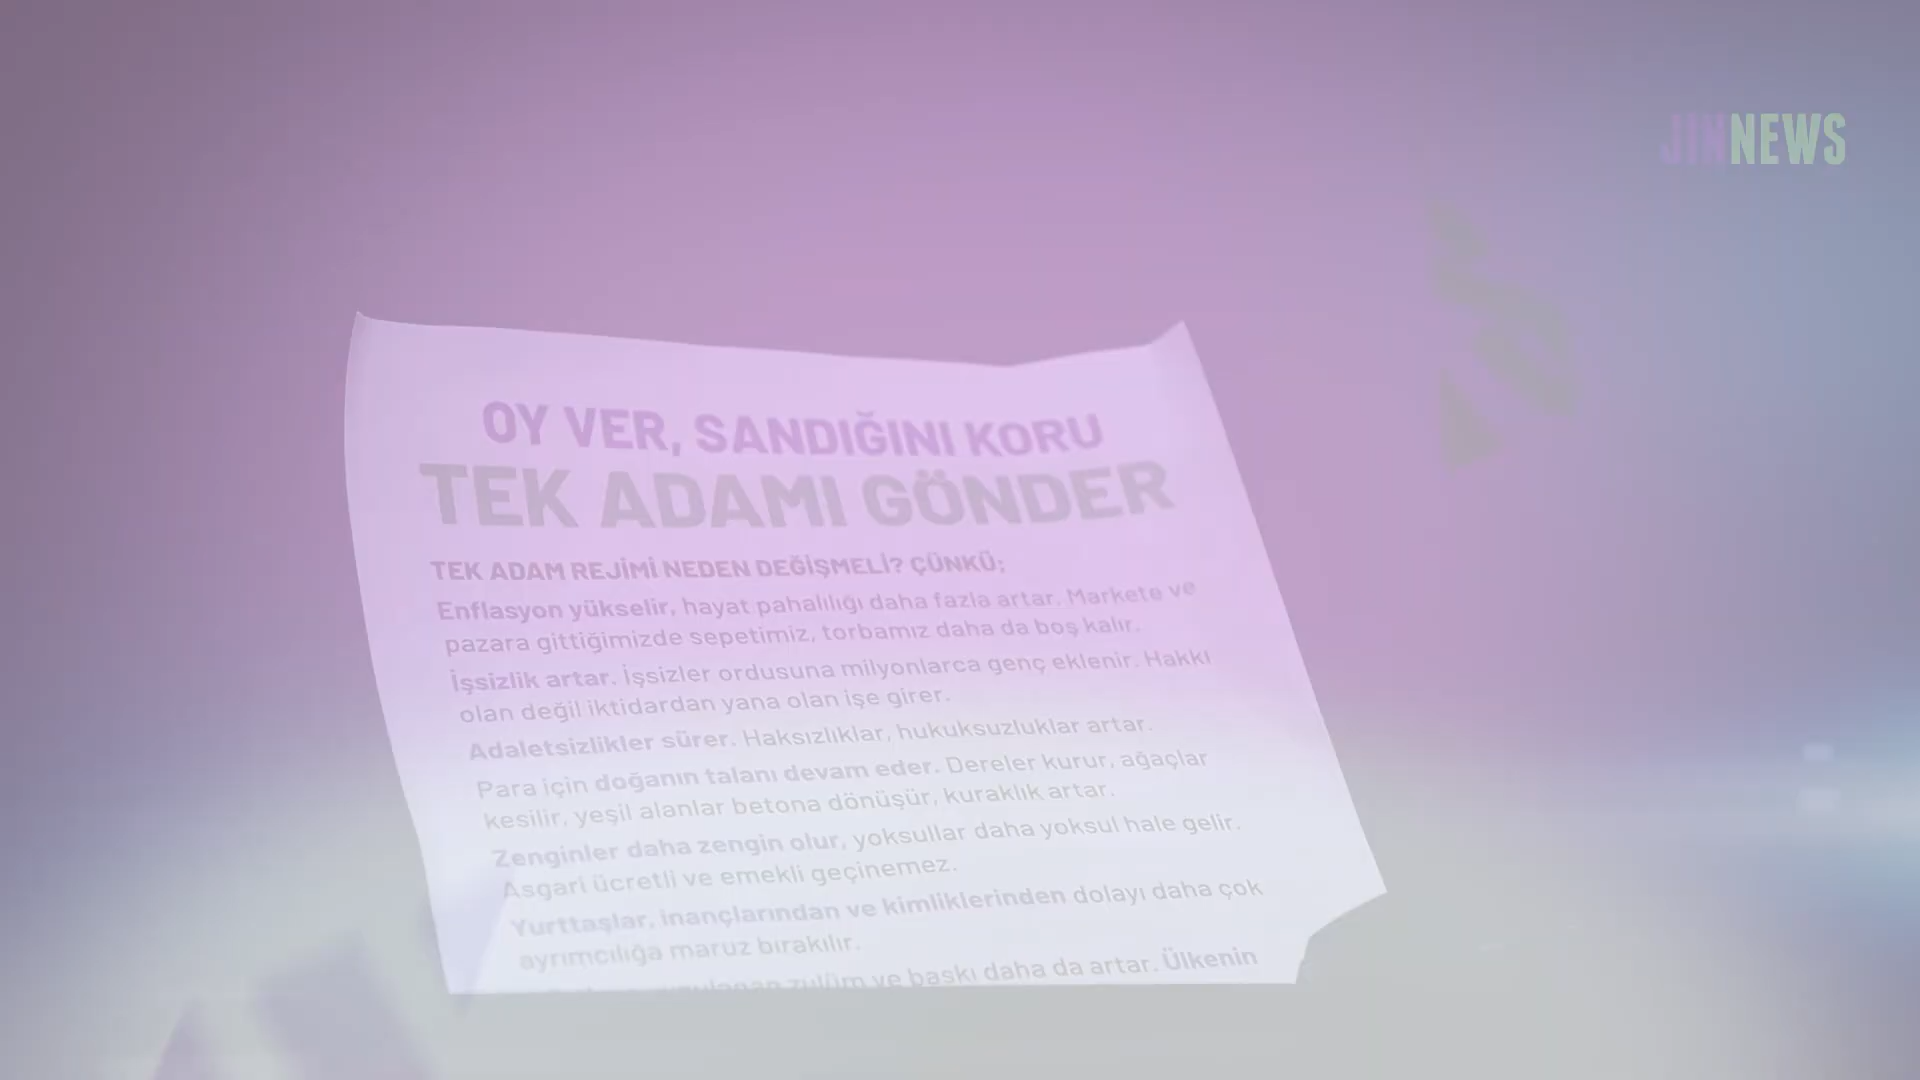 JINNEWS
OY VER, SANDIĞINI KORU
TEK ADAMI GÖNDER
TEK ADAM REJİMİ NEDEN DEĞİŞMELİ? ÇÜNKÜ;
Enflasyon yükselir, hayat pahalılığı daha fazla artar. Markete ve
pazara gittiğimizde sepetimiz, torbamız daha da boş kalır.
İşsizlik artar. İşsizler ordusuna milyonlarca genç eklenir. Hakkı
olan değil iktidardan yana olan işe girer.
Adaletsizlikler sürer. Haksızlıklar, hukuksuzluklar artar.
Para için doğanın talanı devam eder. Dereler kurur, ağaçlar
kesilir, yeşil alanlar betona dönüşür, kuraklık artar.
Zenginler daha zengin olur, yoksullar daha yoksul hale gelir.
Asgari ücretli ve emekli geçinemez.
Yurttaşlar, inançlarından ve kimliklerinden dolayı daha çok
ayrımcılığa maruz bırakılır.
zulüm ve baskı daha da artar. Ülkenin